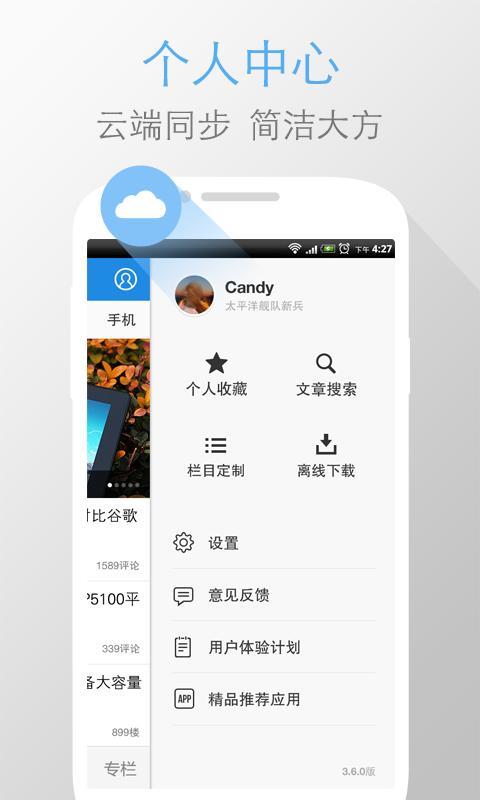 个人中心
云端同步 简洁大方
下午 4:27
Candy
太平洋舰队新兵
手机
个人收藏
文章搜索
栏目定制
离线下载
对比谷歌
1589评论
设置
P5100平
339评论
意见反馈
用户体验计划
备大容量
899楼
APP
精品推荐应用
专栏
3.6.0版